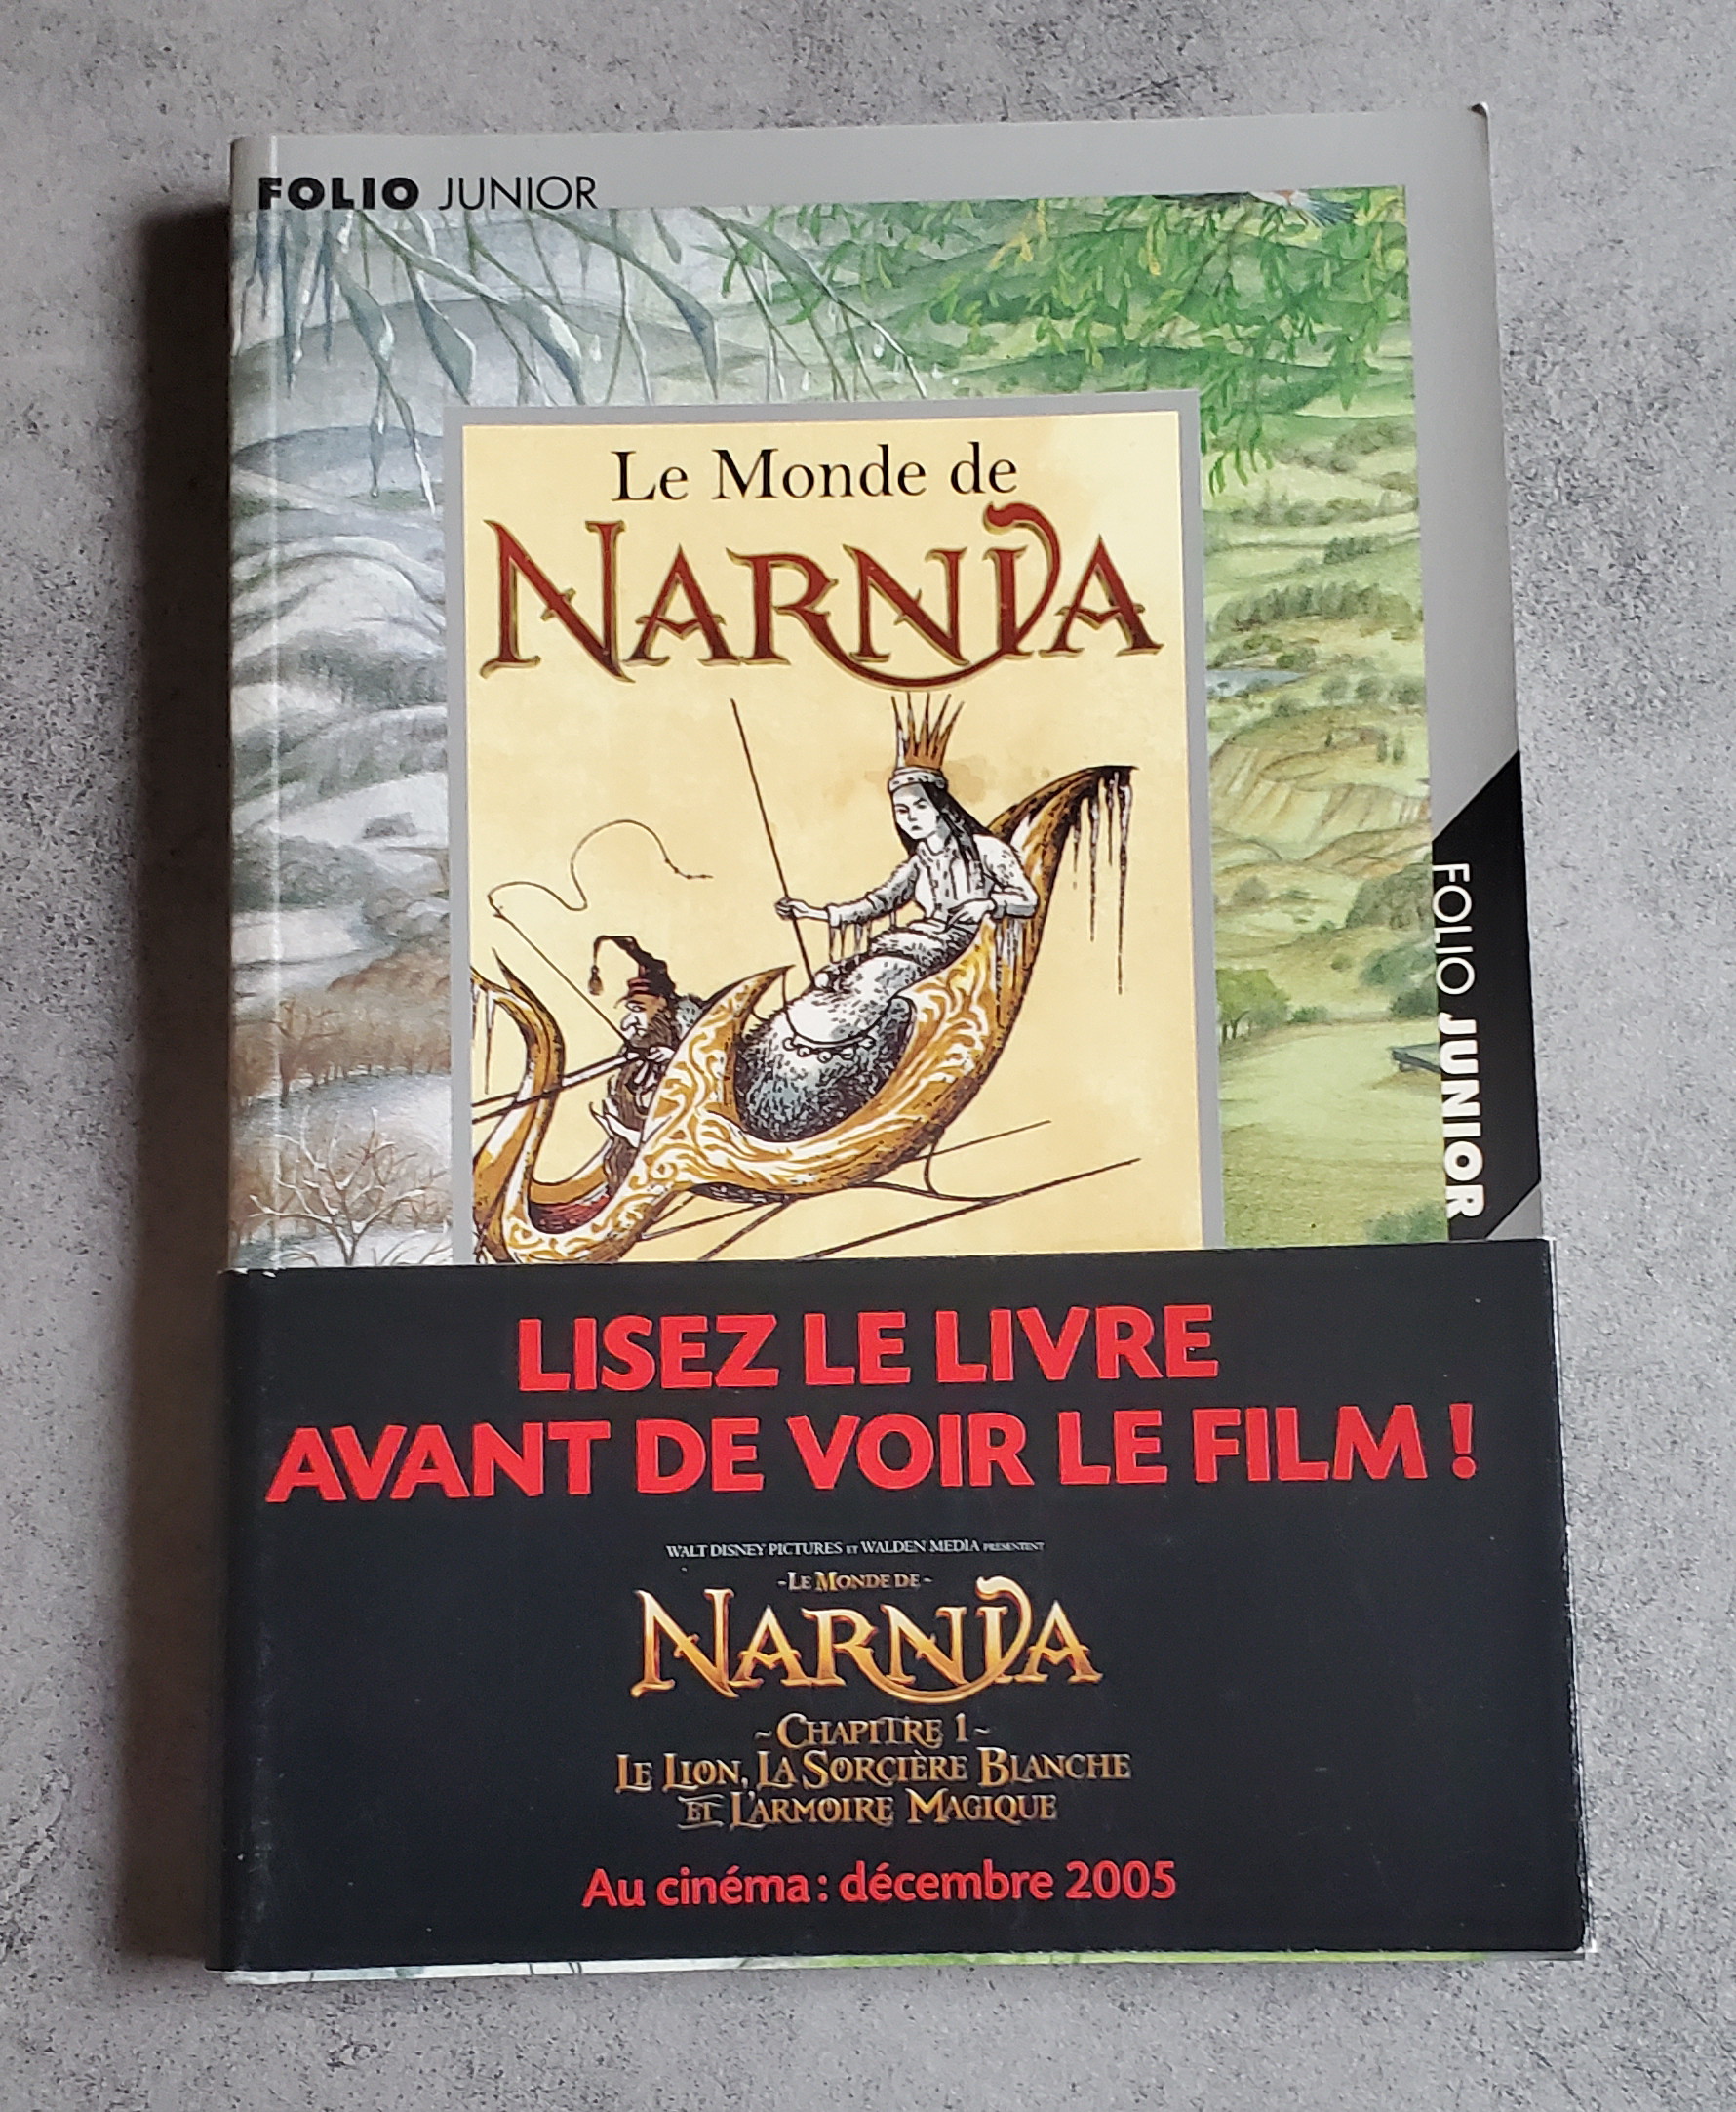 FOLIO JUNIOR
Le Monde de
NARNIA
FOLIO JUNIOR
LISEZ LE LIVRE
AVANT DE VOIR LE FILM !
WALT DISNEY PICTURES ET WALDEN MEDIA PRÉSENTENT
-LE MONDE DE-
NARNIA
~CHAPITRE 1~
LE LION, LA SORCIÈRE BLANCHE
ET L'ARMOIRE MAGIQUE
Au cinéma : décembre 2005